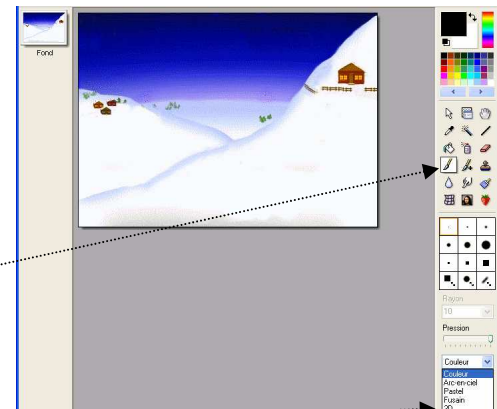 Fond
Rayon
10
Pression
Couleur
Couleur
Arc-en-ciel
Pastel
Fusain
3D